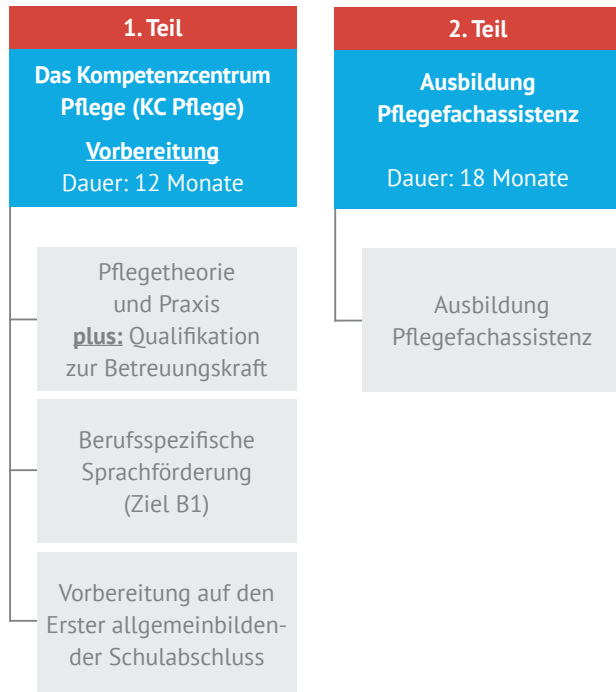 1. Teil
Das Kompetenzcentrum
Pflege (KC Pflege)
Vorbereitung
Dauer: 12 Monate
Pflegetheorie
und Praxis
plus: Qualifikation
zur Betreuungskraft
Berufsspezifische
Sprachförderung
(Ziel B1)
Vorbereitung auf den
Erster allgemeinbilden-
der Schulabschluss
2. Teil
Ausbildung
Pflegefachassistenz
Dauer: 18 Monate
Ausbildung
Pflegefachassistenz